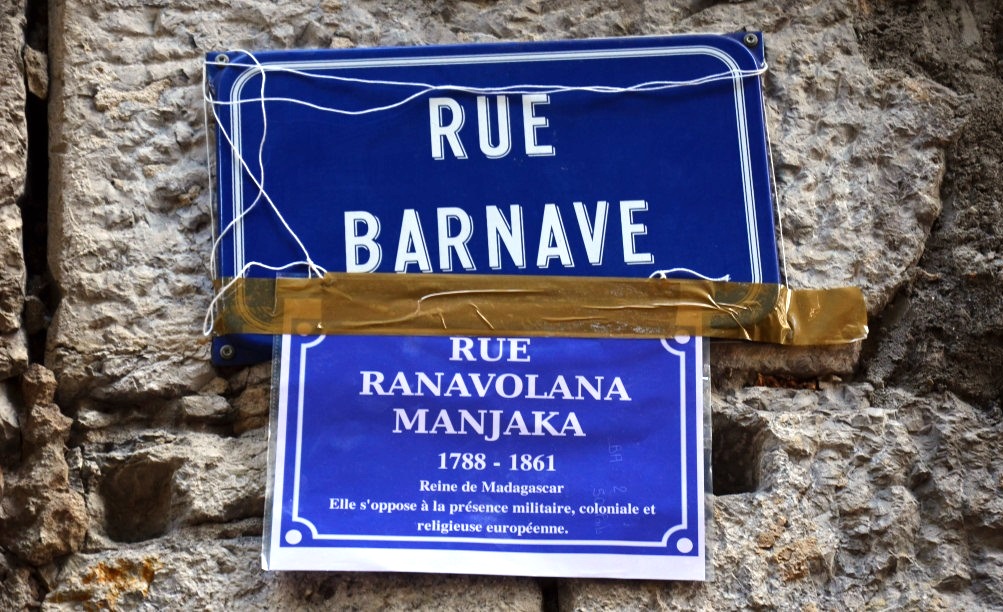 RUE
BARNAVE
RUE
RANAVOLANA
MANJAKA
1788 - 1861
Reine de Madagascar
Elle s'oppose à la présence militaire, coloniale et
religieuse européenne.